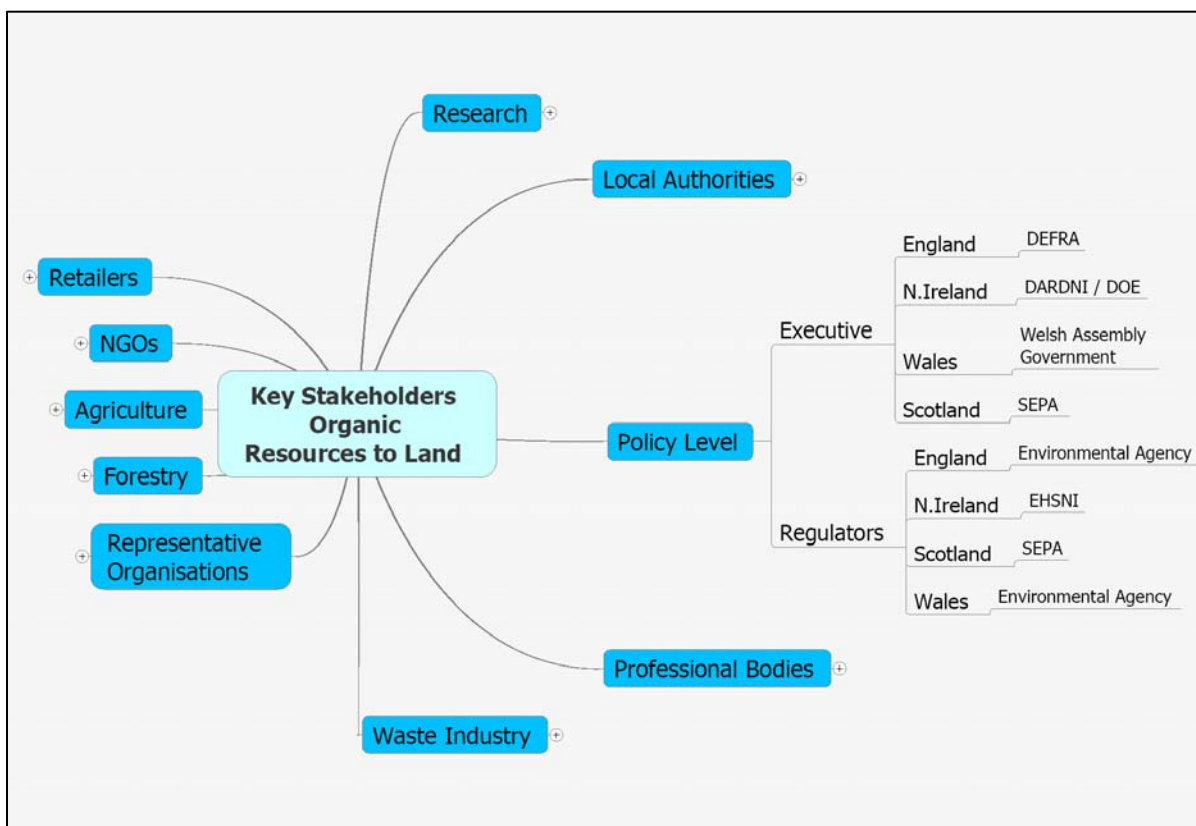 Research
Local Authorities
Retailers
NGOs
Agriculture
Forestry
Representative
Organisations
Key Stakeholders
Organic
Resources to Land
Policy Level
Executive
England
DEFRA
N.Ireland
DARDNI / DOE
Wales
Welsh Assembly
Government
Scotland
SEPA
Regulators
England
Environmental Agency
N.Ireland
EHSNI
Scotland
SEPA
Wales
Environmental Agency
Professional Bodies
Waste Industry